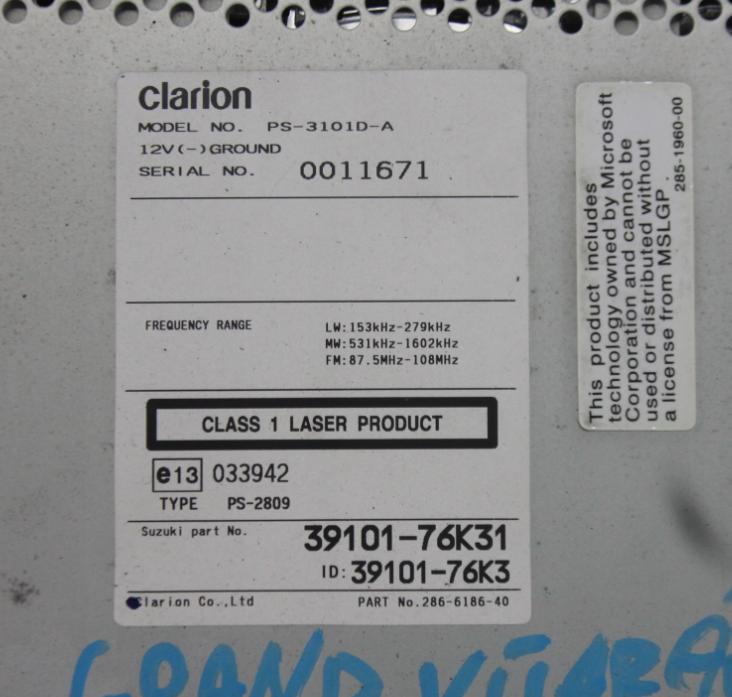 clarion
MODEL NO. PS-3101D-A
12V(-)GROUND
SERIAL NO. 0011671
FREQUENCY RANGE LW:153kHz-279kHz
MW:531kHz-1602kHz
FM:87.5MHz-108MHz
CLASS 1 LASER PRODUCT
e13 033942
TYPE PS-2809
Suzuki part No. 39101-76K31
ID: 39101-76K3
Clarion Co.,Ltd PART No.286-6186-40
This product includes
technology owned by Microsoft
Corporation and cannot be
used or distributed without
a license from MSLGP.
285-1960-00
GRAND